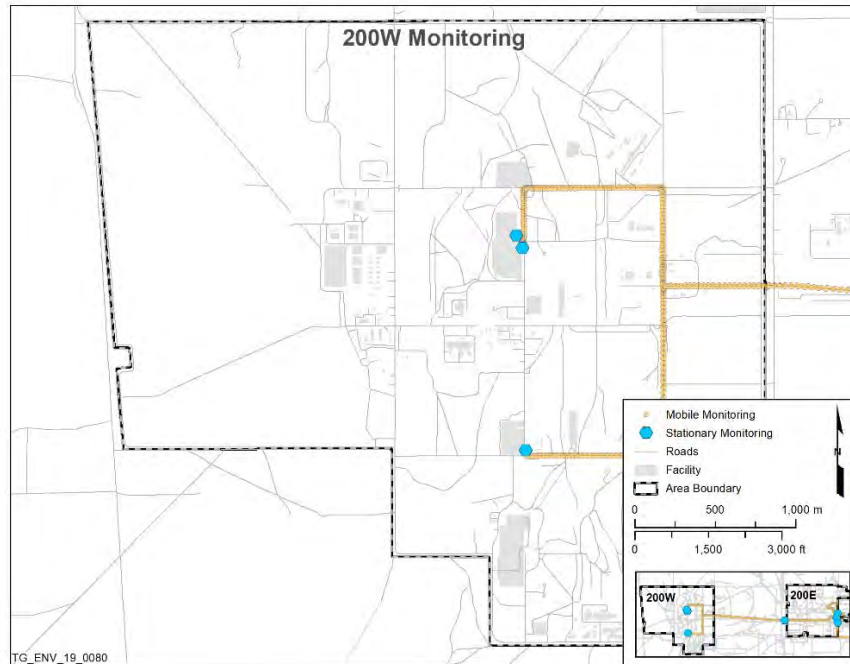 200W Monitoring
Mobile Monitoring
Stationary Monitoring
Roads
Facility
Area Boundary
N
0 500 1,000 m
0 1,500 3,000 ft
200W
200E
TG_ENV_19_0080